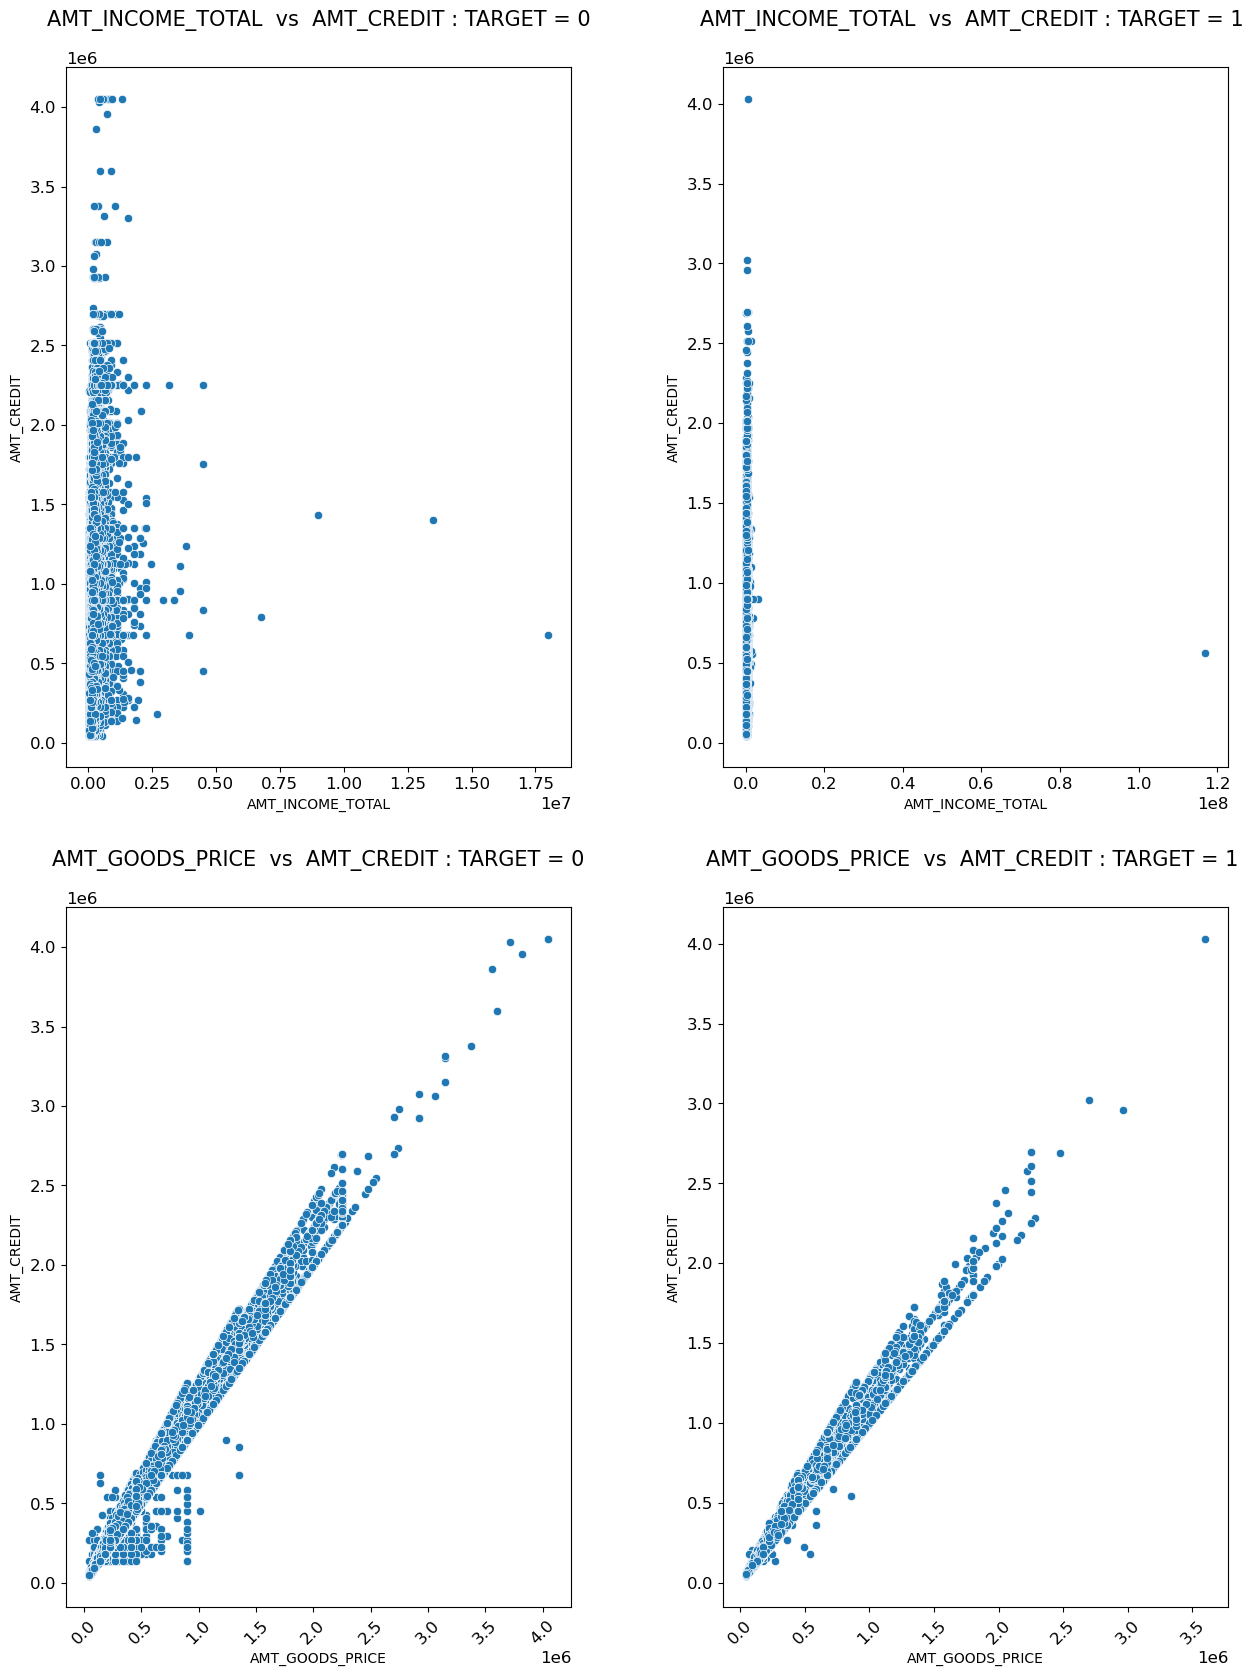 AMT_INCOME_TOTAL  vs  AMT_CREDIT : TARGET = 0
1e6
4.0
3.5
3.0
2.5
2.0
1.5
1.0
0.5
0.0
AMT_CREDIT
0.00 0.25 0.50 0.75 1.00 1.25 1.50 1.75
AMT_INCOME_TOTAL
1e7
AMT_INCOME_TOTAL  vs  AMT_CREDIT : TARGET = 1
1e6
4.0
3.5
3.0
2.5
2.0
1.5
1.0
0.5
0.0
AMT_CREDIT
0.0 0.2 0.4 0.6 0.8 1.0 1.2
AMT_INCOME_TOTAL
1e8
AMT_GOODS_PRICE  vs  AMT_CREDIT : TARGET = 0
1e6
4.0
3.5
3.0
2.5
2.0
1.5
1.0
0.5
0.0
AMT_CREDIT
0.0 0.5 1.0 1.5 2.0 2.5 3.0 3.5 4.0
AMT_GOODS_PRICE
1e6
AMT_GOODS_PRICE  vs  AMT_CREDIT : TARGET = 1
1e6
4.0
3.5
3.0
2.5
2.0
1.5
1.0
0.5
0.0
AMT_CREDIT
0.0 0.5 1.0 1.5 2.0 2.5 3.0 3.5
AMT_GOODS_PRICE
1e6